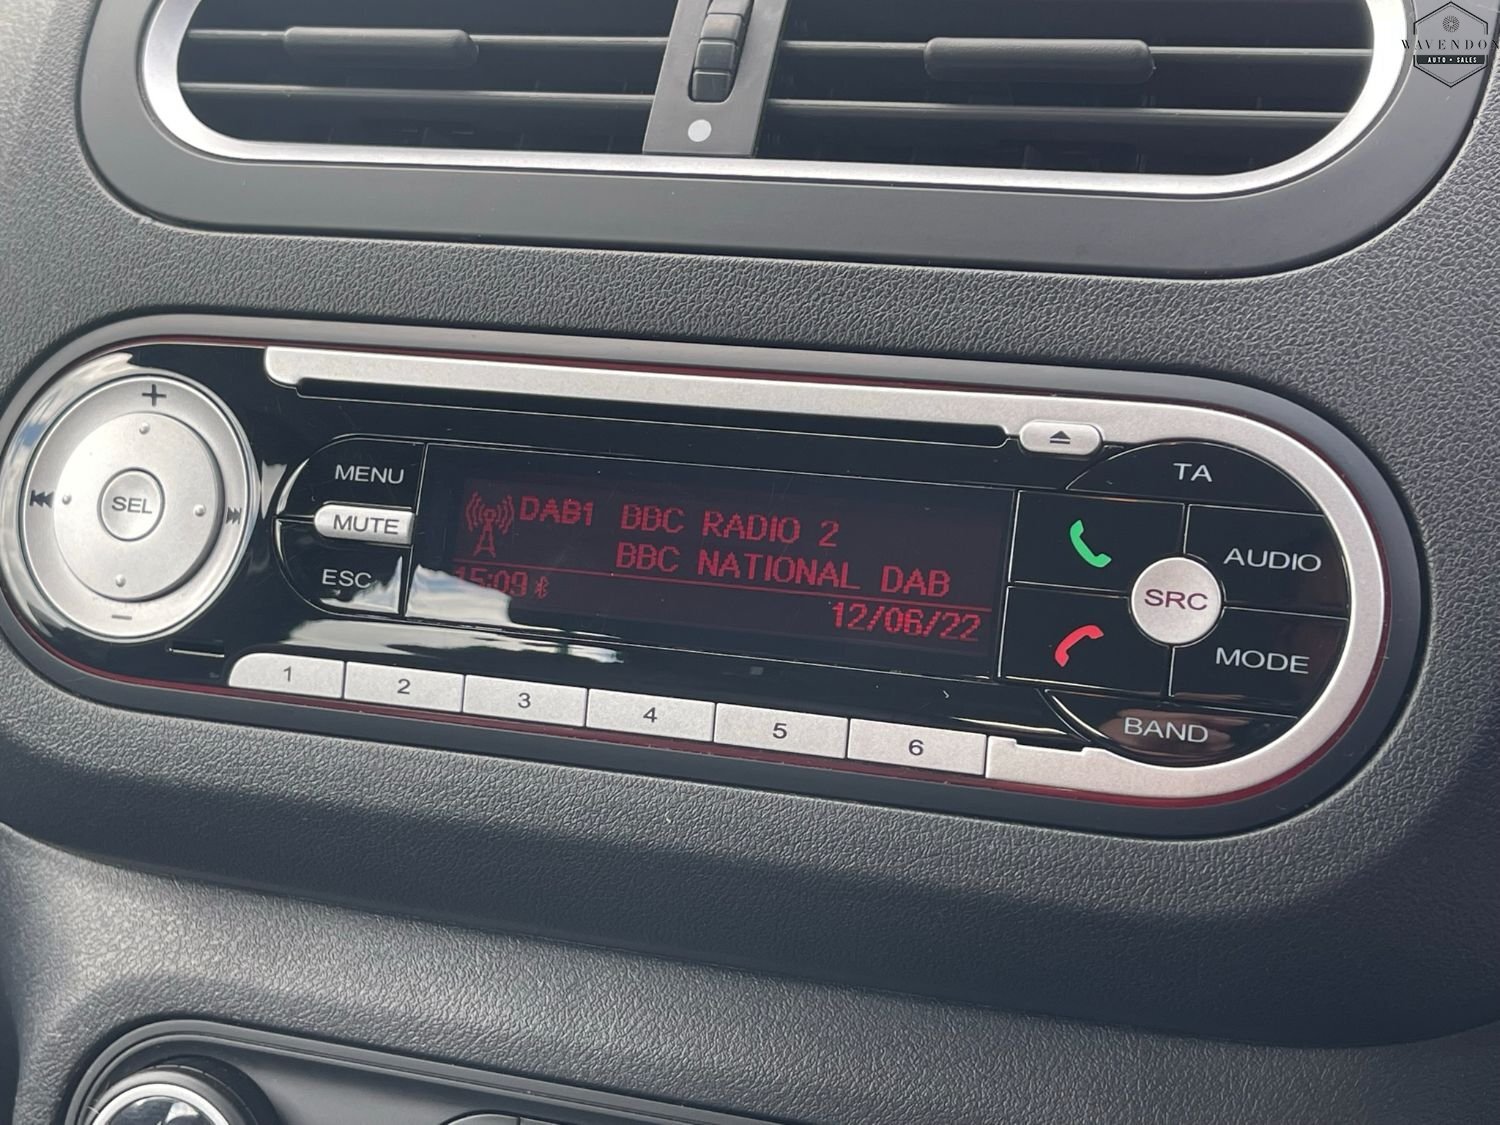 WAVENDON
AUTO • SALES
MENU
MUTE
ESC
SEL
+
−
DAB1 BBC RADIO 2
BBC NATIONAL DAB
15:09
12/06/22
TA
AUDIO
SRC
MODE
BAND
1 2 3 4 5 6